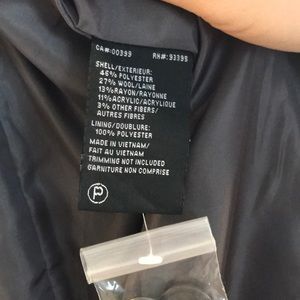 CA#:00399 RN#:93395
SHELL/EXTERIEUR:
46% POLYESTER
27% WOOL/LAINE
13%RAYON/RAYONNE
11%ACRYLIC/ACRYLIQUE
3% OTHER FIBERS/
AUTRES FIBRES
LINING/DOUBLURE:
100% POLYESTER
MADE IN VIETNAM/
FAIT AU VIETNAM
TRIMMING NOT INCLUDED
GARNITURE NON COMPRISE
P